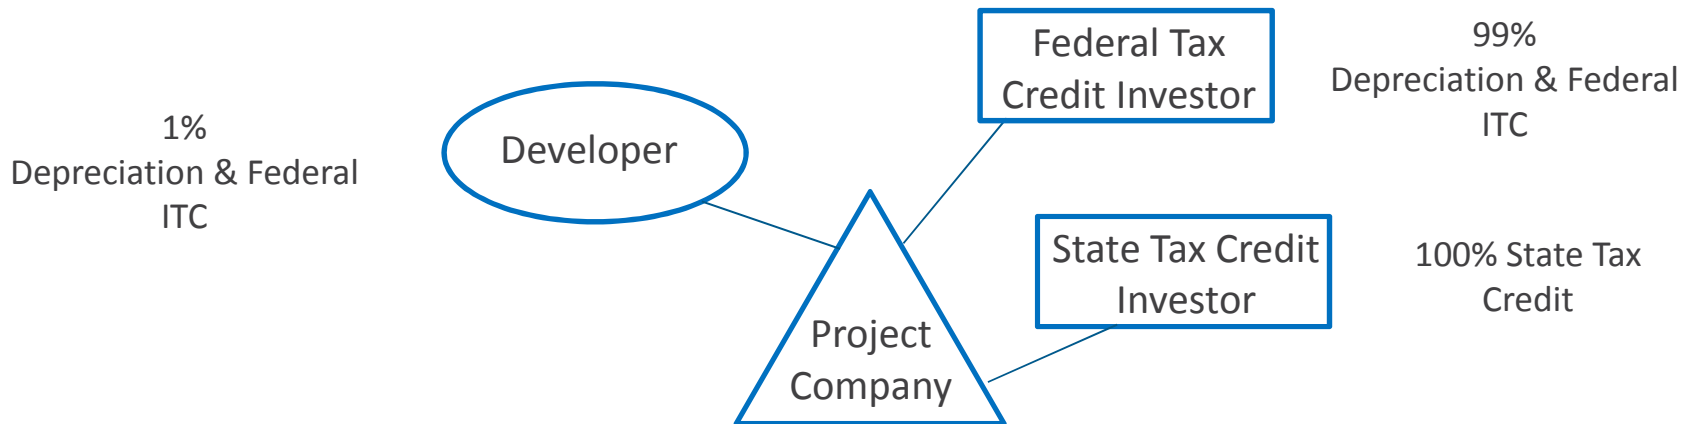 1%
Depreciation & Federal
ITC
Developer
Federal Tax
Credit Investor
99%
Depreciation & Federal
ITC
State Tax Credit
Investor
100% State Tax
Credit
Project
Company